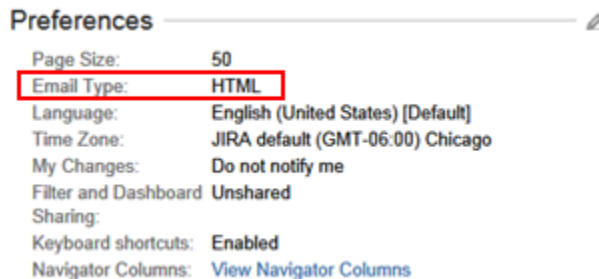 Preferences
Page Size: 50
Email Type: HTML
Language: English (United States) [Default]
Time Zone: JIRA default (GMT-06:00) Chicago
My Changes: Do not notify me
Filter and Dashboard Unshared
Sharing:
Keyboard shortcuts: Enabled
Navigator Columns: View Navigator Columns